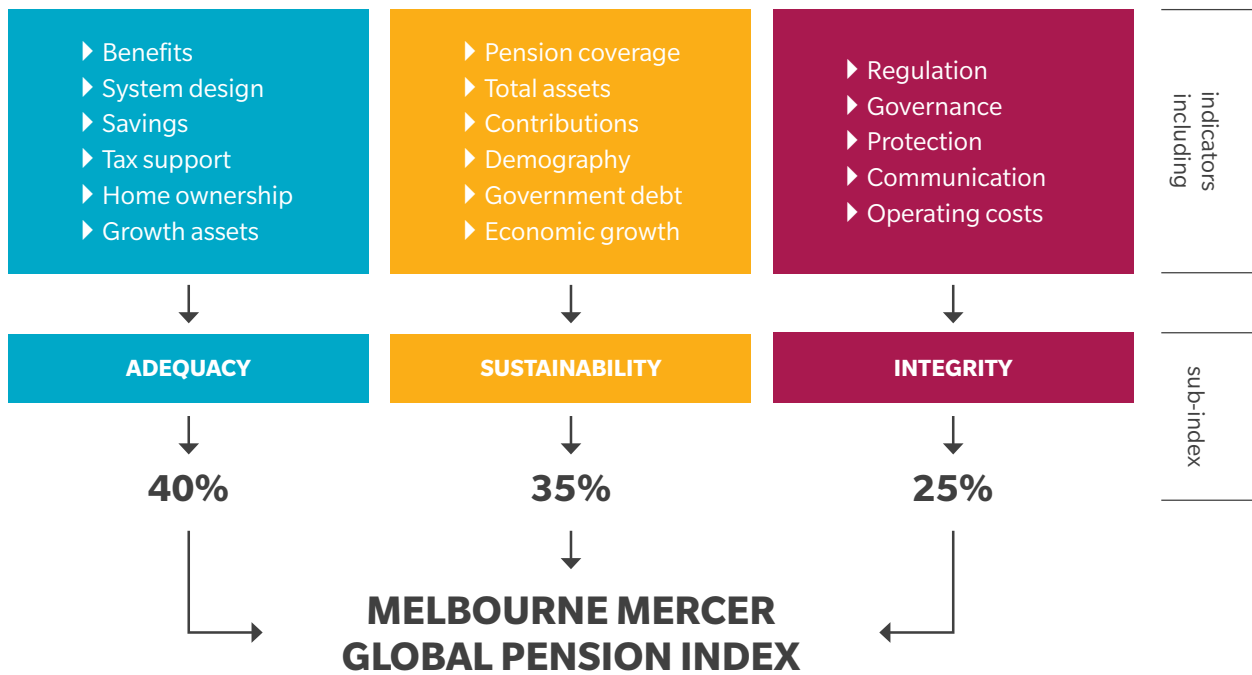 Benefits
System design
Savings
Tax support
Home ownership
Growth assets
Pension coverage
Total assets
Contributions
Demography
Government debt
Economic growth
Regulation
Governance
Protection
Communication
Operating costs
indicators
including
ADEQUACY
SUSTAINABILITY
INTEGRITY
sub-index
40%
35%
25%
MELBOURNE MERCER
GLOBAL PENSION INDEX